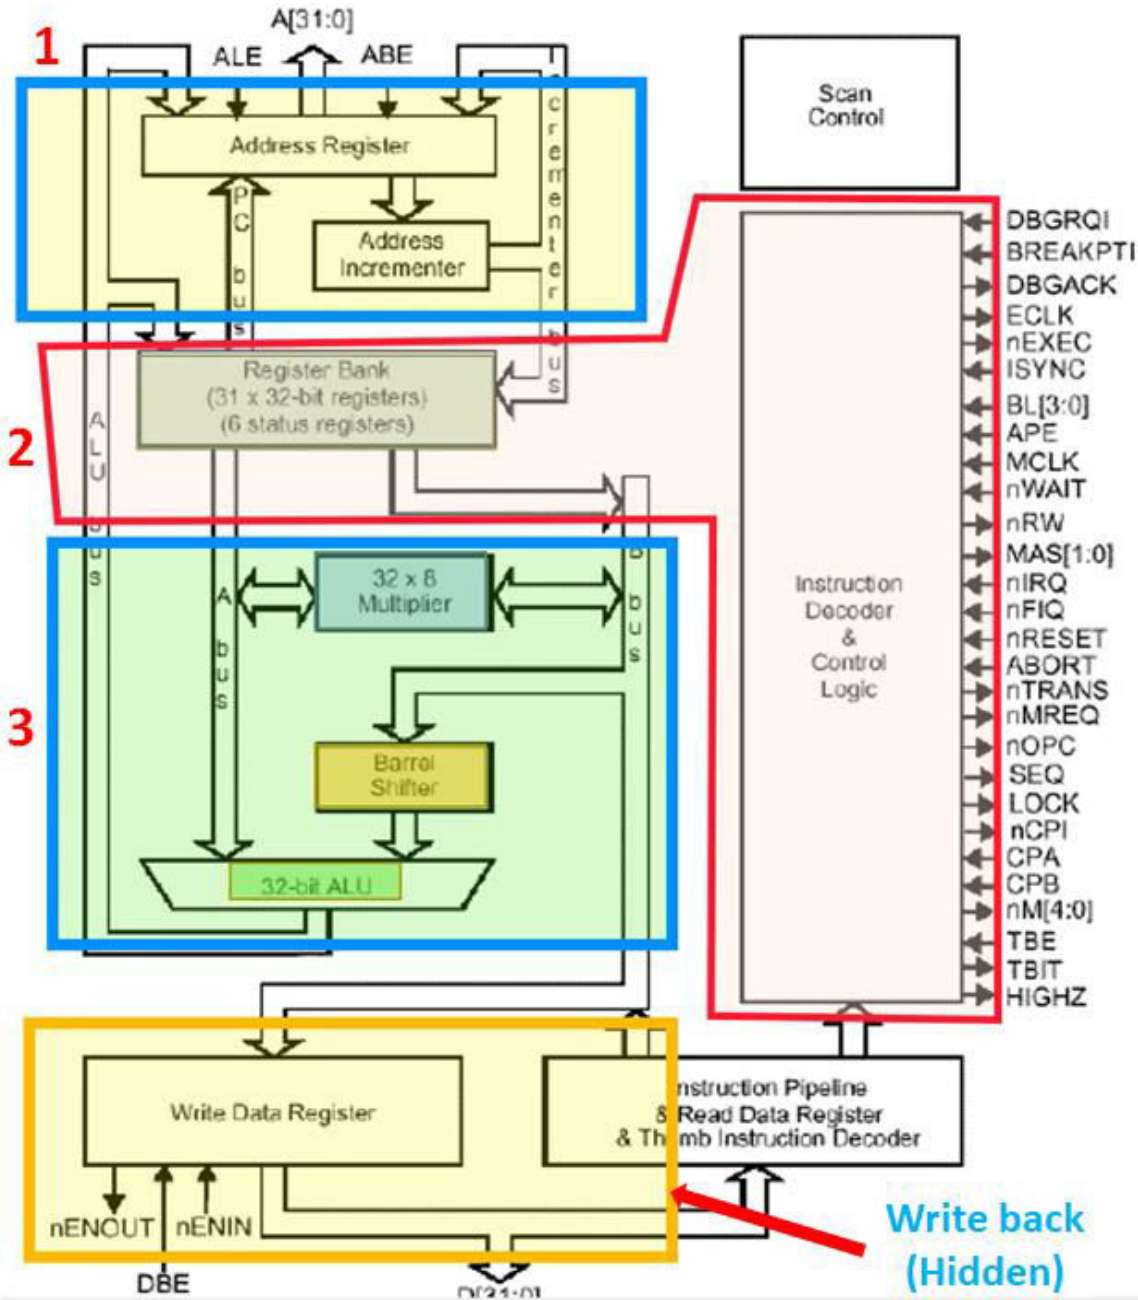 1
A[31:0]
ALE
ABE
Address Register
PC bus
Address
Incrementer
Scan
Control
Register Bank
(31 x 32-bit registers)
(6 status registers)
2
ALU bus
3
A bus
32 x 8
Multiplier
bus
Barrel
Shifter
32-bit ALU
Instruction
Decoder
&
Control
Logic
DBGRQI
BREAKPTI
DBGACK
ECLK
nEXEC
ISYNC
BL[3:0]
APE
MCLK
nWAIT
nRW
MAS[1:0]
nIRQ
nFIQ
nRESET
ABORT
nTRANS
nMREQ
nOPC
SEQ
LOCK
nCPI
CPA
CPB
nM[4:0]
TBE
TBIT
HIGHZ
Write Data Register
nstruction Pipeline
& Read Data Register
& Thumb Instruction Decoder
nENOUT
nENIN
DBE
D[31:0]
Write back
(Hidden)